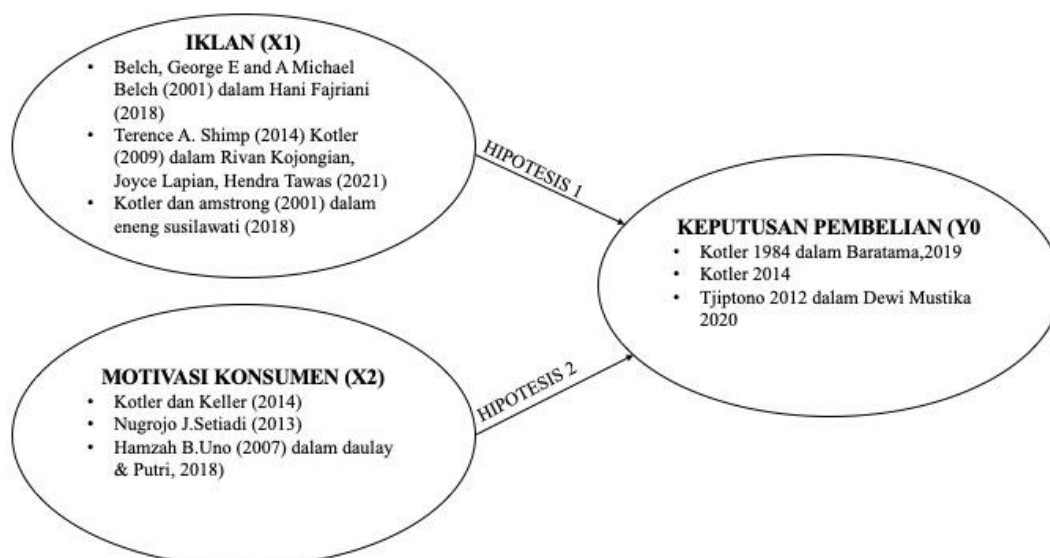 IKLAN (X1)
• Belch, George E and A Michael
Belch (2001) dalam Hani Fajriani
(2018)
• Terence A. Shimp (2014) Kotler
(2009) dalam Rivan Kojongian,
Joyce Lapian, Hendra Tawas (2021)
• Kotler dan amstrong (2001) dalam
eneng susilawati (2018)
HIPOTESIS 1
KEPUTUSAN PEMBELIAN (Y0
• Kotler 1984 dalam Baratama,2019
• Kotler 2014
• Tjiptono 2012 dalam Dewi Mustika
2020
MOTIVASI KONSUMEN (X2)
• Kotler dan Keller (2014)
• Nugrojo J.Setiadi (2013)
• Hamzah B.Uno (2007) dalam daulay
& Putri, 2018)
HIPOTESIS 2